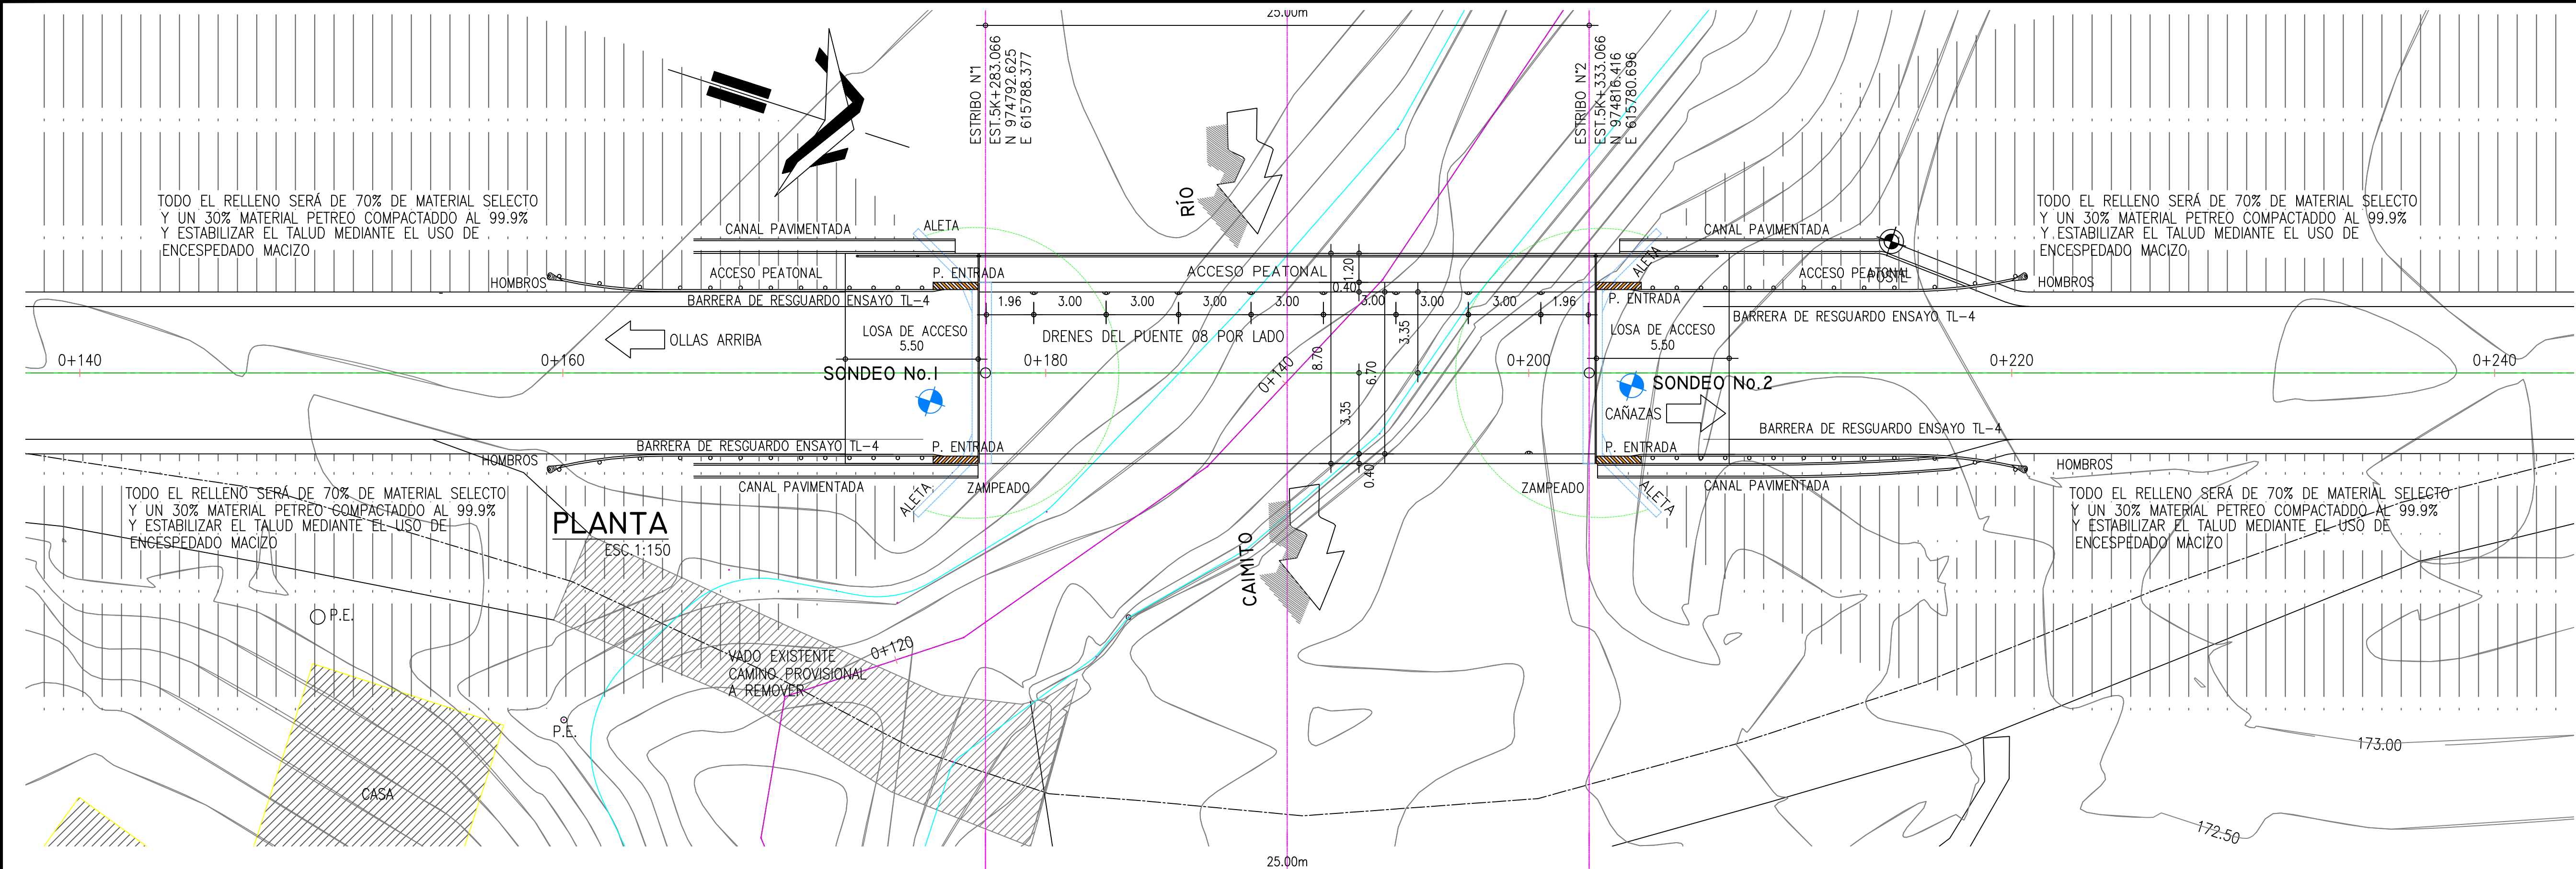 25.00m
ESTRIBO N°1
EST.5K+283.066
N 974792.625
E 615788.377
ESTRIBO N°2
EST.5K+333.066
N 974816.416
E 615780.696
TODO EL RELLENO SERÁ DE 70% DE MATERIAL SELECTO
Y UN 30% MATERIAL PETREO COMPACTADDO AL 99.9%
Y ESTABILIZAR EL TALUD MEDIANTE EL USO DE
ENCESPEDADO MACIZO
TODO EL RELLENO SERÁ DE 70% DE MATERIAL SELECTO
Y UN 30% MATERIAL PETREO COMPACTADDO AL 99.9%
Y ESTABILIZAR EL TALUD MEDIANTE EL USO DE
ENCESPEDADO MACIZO
RÍO
CANAL PAVIMENTADA
ALETA
CANAL PAVIMENTADA
ALETA
HOMBROS
ACCESO PEATONAL
P. ENTRADA
ACCESO PEATONAL
1.20
0.40
ACCESO PEATONAL
POSTE
HOMBROS
BARRERA DE RESGUARDO ENSAYO TL-4
1.96
3.00
3.00
3.00
3.00
3.00
3.00
3.00
1.96
P. ENTRADA
BARRERA DE RESGUARDO ENSAYO TL-4
OLLAS ARRIBA
LOSA DE ACCESO
5.50
DRENES DEL PUENTE 08 POR LADO
3.35
LOSA DE ACCESO
5.50
0+140
0+160
0+180
0+140
8.70
6.70
0+200
0+220
0+240
SONDEO No.1
SONDEO No.2
3.35
CAÑAZAS
BARRERA DE RESGUARDO ENSAYO TL-4
P. ENTRADA
P. ENTRADA
BARRERA DE RESGUARDO ENSAYO TL-4
HOMBROS
0.40
HOMBROS
CANAL PAVIMENTADA
ALETA
ZAMPEADO
ZAMPEADO
ALETA
CANAL PAVIMENTADA
TODO EL RELLENO SERÁ DE 70% DE MATERIAL SELECTO
Y UN 30% MATERIAL PETREO COMPACTADDO AL 99.9%
Y ESTABILIZAR EL TALUD MEDIANTE EL USO DE
ENCESPEDADO MACIZO
TODO EL RELLENO SERÁ DE 70% DE MATERIAL SELECTO
Y UN 30% MATERIAL PETREO COMPACTADDO AL 99.9%
Y ESTABILIZAR EL TALUD MEDIANTE EL USO DE
ENCESPEDADO MACIZO
PLANTA
ESC.1:150
CAIMITO
P.E.
0+120
VADO EXISTENTE
CAMINO PROVISIONAL
A REMOVER
P.E.
CASA
173.00
172.50
25.00m